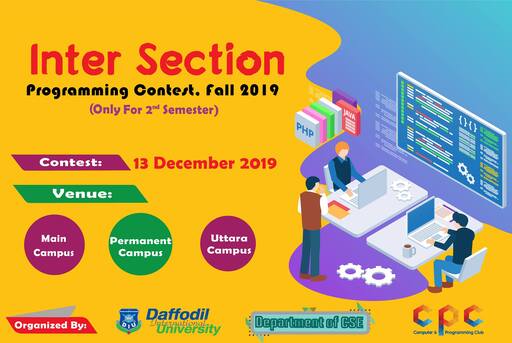 Inter Section
Programming Contest, Fall 2019
(Only For 2nd Semester)
Contest: 13 December 2019
Venue:
Main
Campus
Permanent
Campus
Uttara
Campus
PHP
JAVA
Organized By:
DIU
Daffodil
International
University
Department of CSE
CPC
Computer & Programming Club